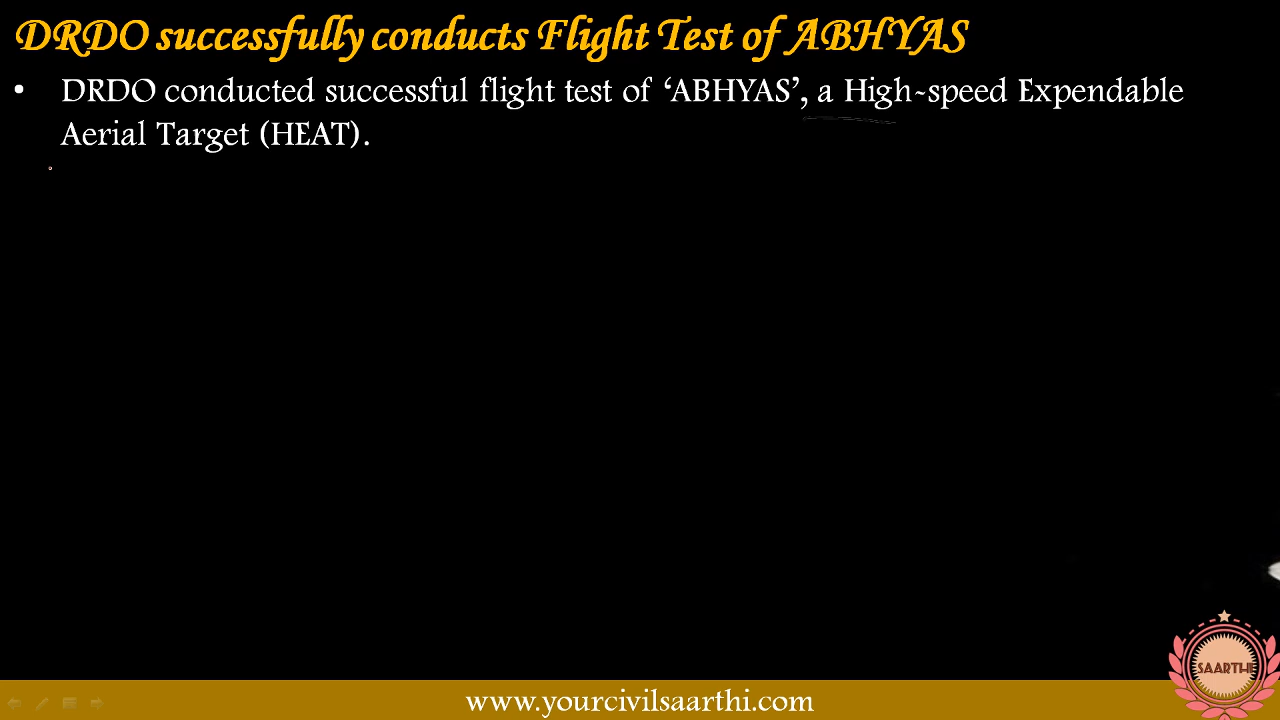 DRDO successfully conducts Flight Test of ABHYAS
• DRDO conducted successful flight test of ‘ABHYAS’, a High-speed Expendable
Aerial Target (HEAT).
SAARTHI
www.yourcivilsaarthi.com